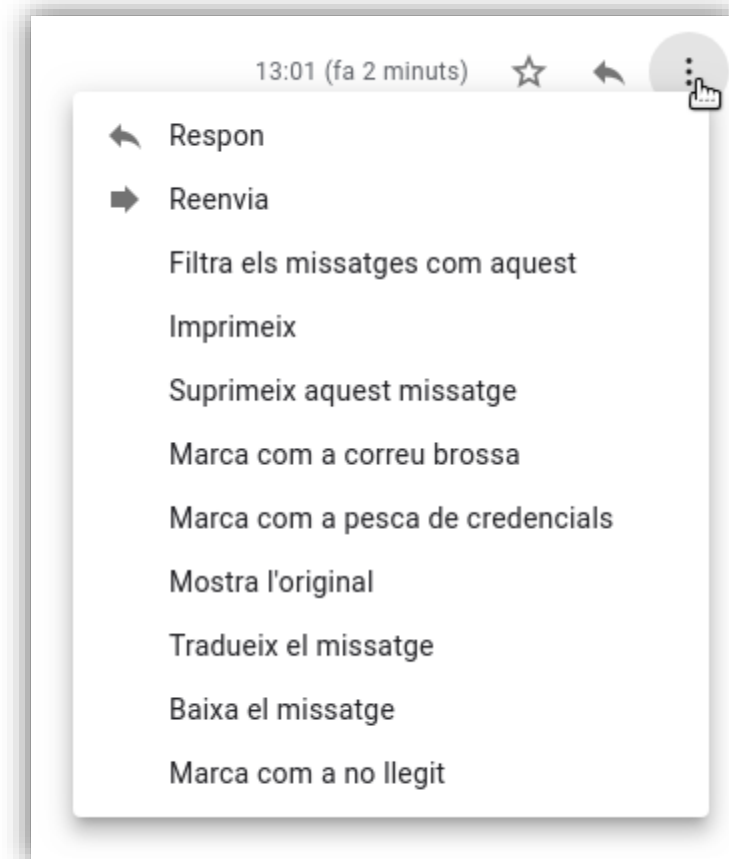 13:01 (fa 2 minuts)
Respon
Reenvia
Filtra els missatges com aquest
Imprimeix
Suprimeix aquest missatge
Marca com a correu brossa
Marca com a pesca de credencials
Mostra l'original
Tradueix el missatge
Baixa el missatge
Marca com a no llegit